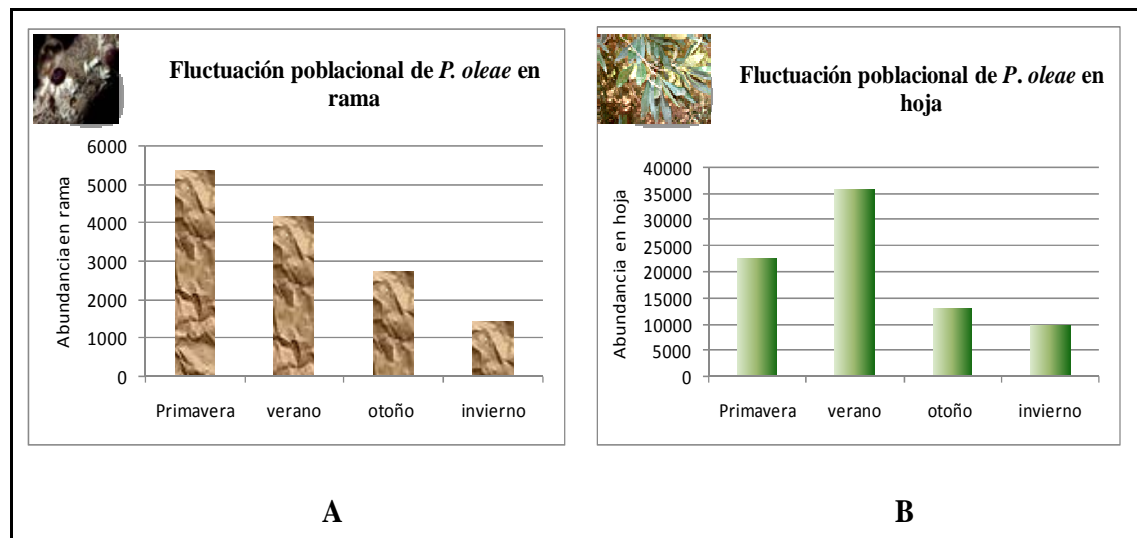 Fluctuación poblacional de P. oleae en
rama
Abundancia en rama
6000
5000
4000
3000
2000
1000
0
Primavera verano otoño invierno
A
Fluctuación poblacional de P. oleae en
hoja
Abundancia en hoja
40000
35000
30000
25000
20000
15000
10000
5000
0
Primavera verano otoño invierno
B